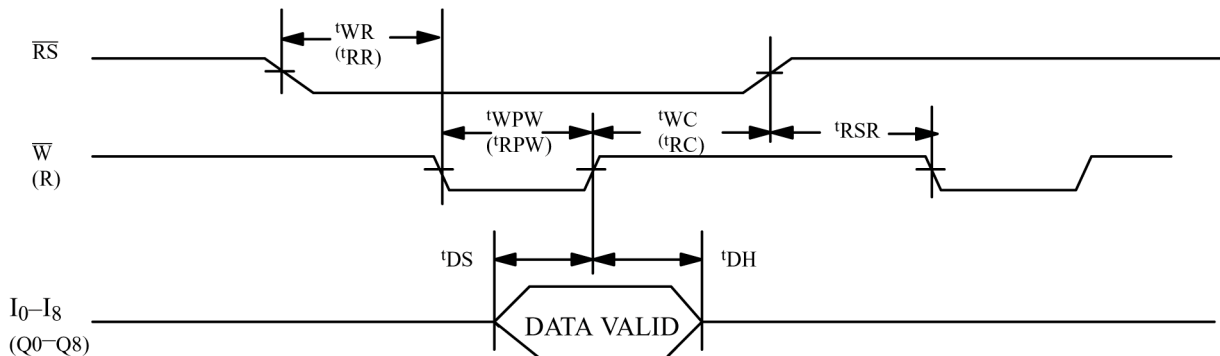 tWR
(tRR)
RS
tWPW
(tRPW)
tWC
(tRC)
tRSR
W
(R)
tDS
tDH
I0–I8
(Q0–Q8)
DATA VALID